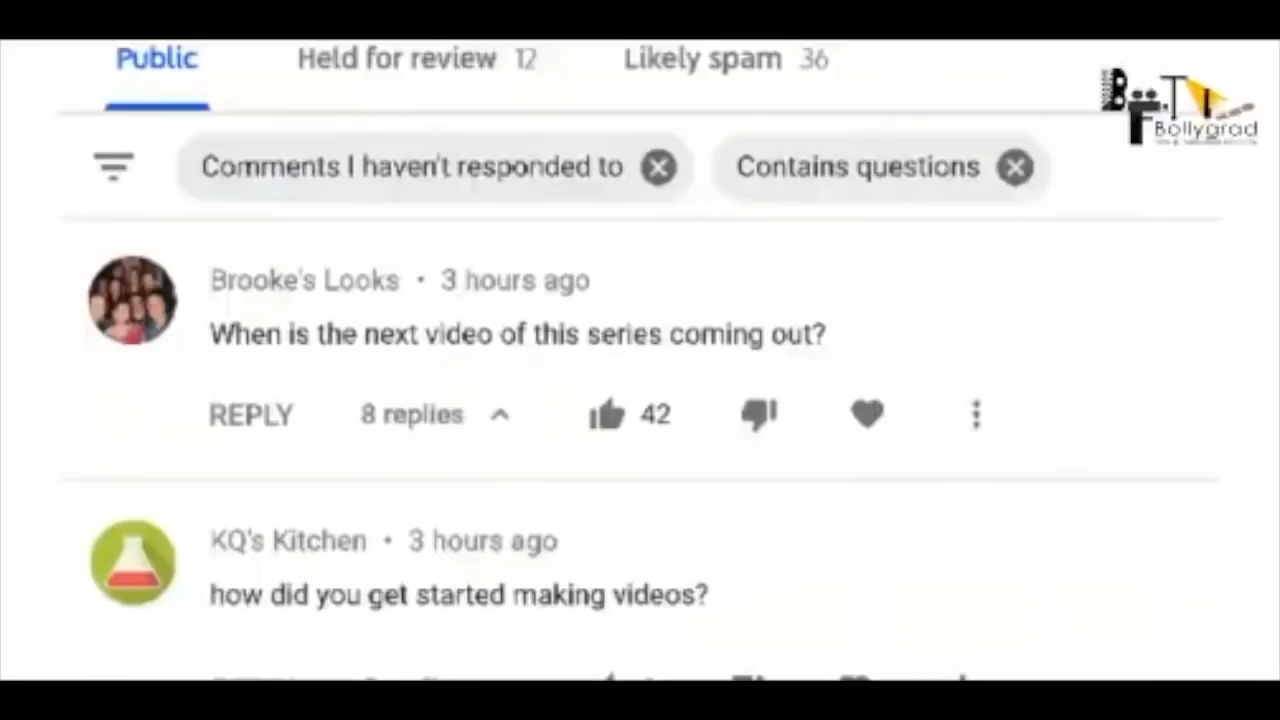 Public Held for review 12 Likely spam 36
Comments I haven't responded to Contains questions
Brooke's Looks • 3 hours ago
When is the next video of this series coming out?
REPLY 8 replies 42
KQ's Kitchen • 3 hours ago
how did you get started making videos?
B F.T
Bollygrad